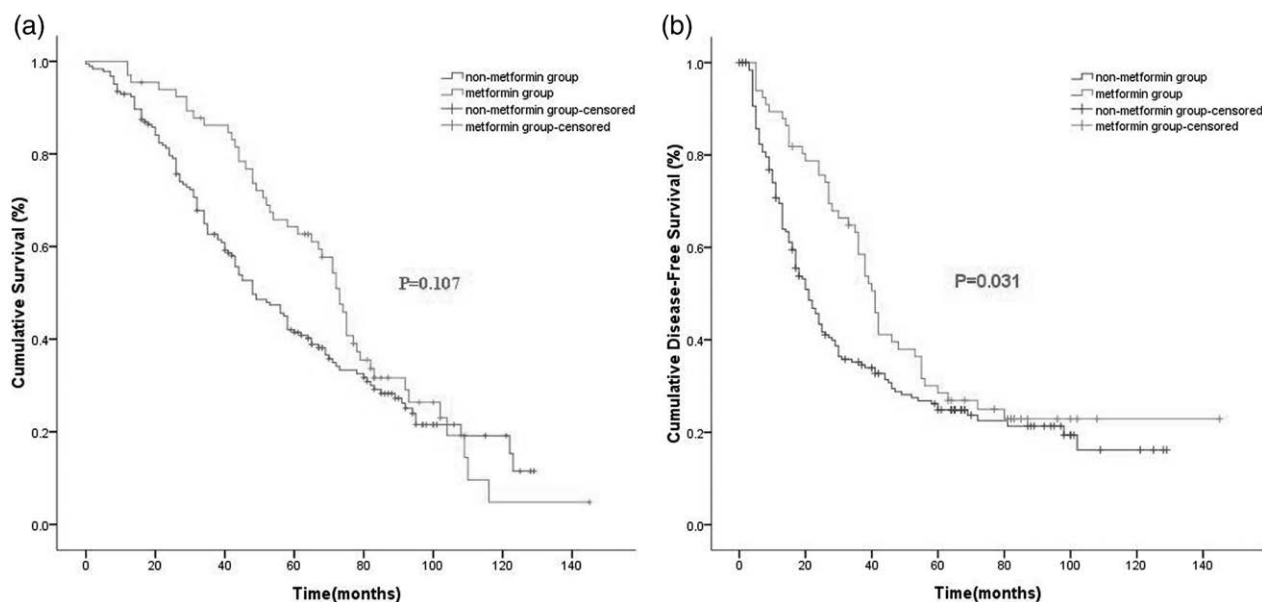 (a)
non-metformin group
metformin group
non-metformin group-censored
metformin group-censored
P=0.107
Cumulative Survival (%)
1.0
0.8
0.6
0.4
0.2
0.0
0 20 40 60 80 100 120 140
Time(months)
(b)
non-metformin group
metformin group
non-metformin group-censored
metformin group-censored
P=0.031
Cumulative Disease-Free Survival (%)
1.0
0.8
0.6
0.4
0.2
0.0
0 20 40 60 80 100 120 140
Time(months)